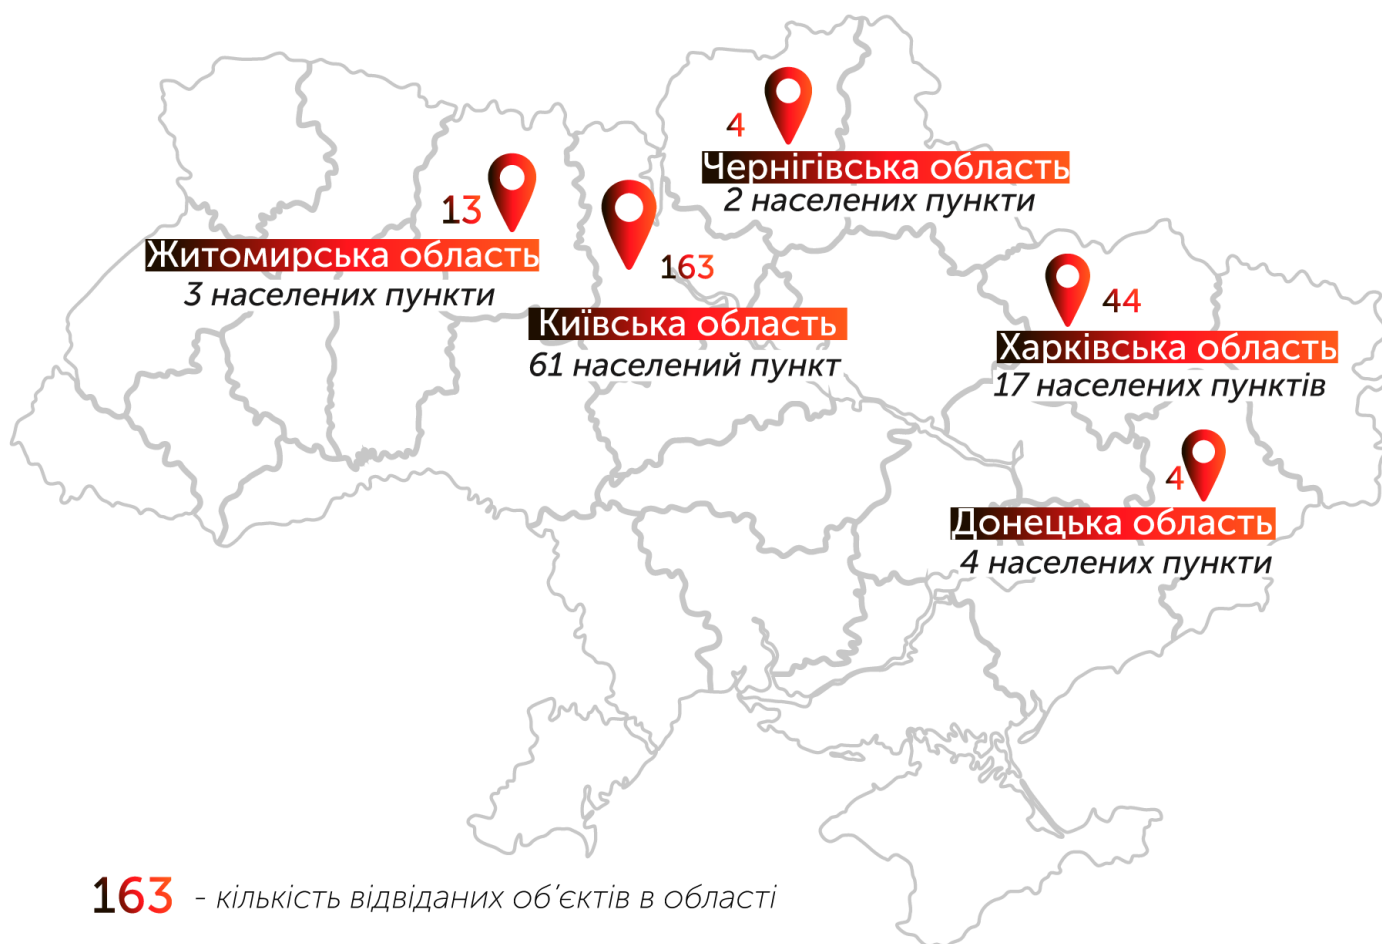 4
Чернігівська область
2 населених пункти
13
Житомирська область
3 населених пункти
163
Київська область
61 населений пункт
44
Харківська область
17 населених пунктів
4
Донецька область
4 населених пункти
163 - кількість відвіданих об'єктів в області